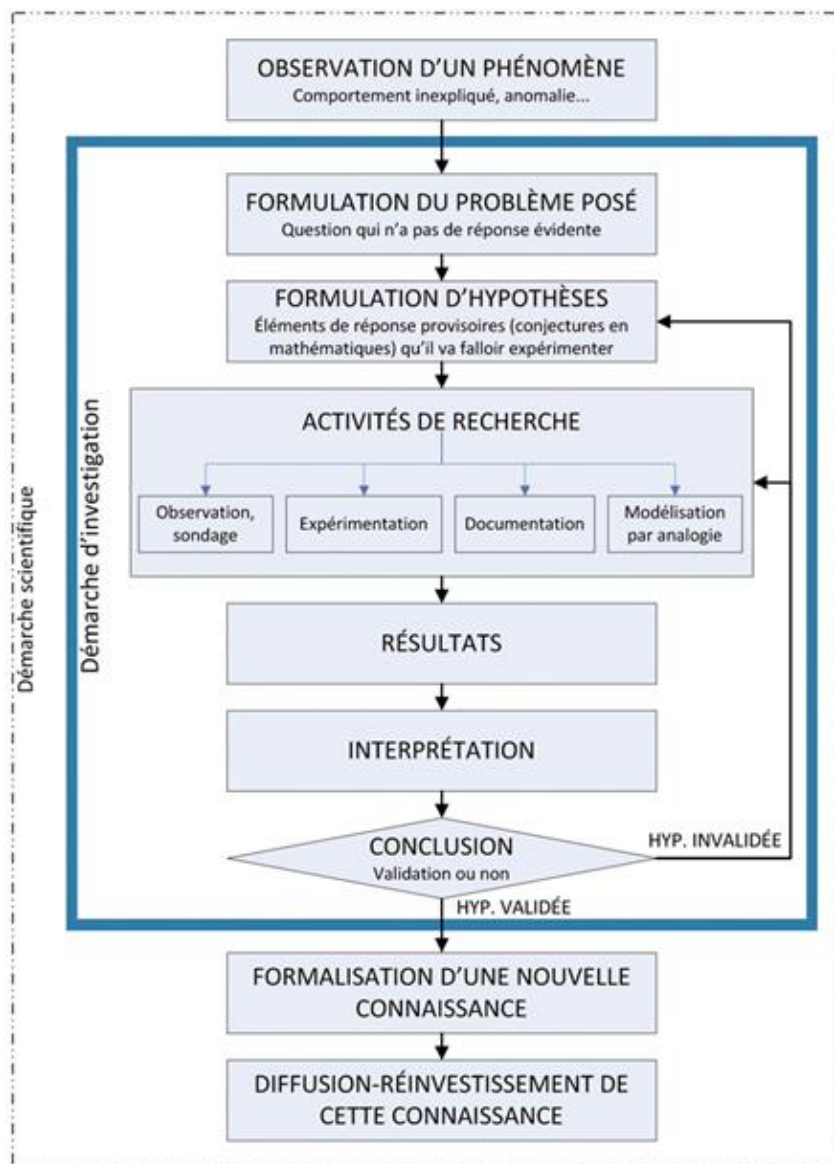 OBSERVATION D'UN PHÉNOMÈNE
Comportement inexpliqué, anomalie...
FORMULATION DU PROBLÈME POSÉ
Question qui n'a pas de réponse évidente
FORMULATION D'HYPOTHÈSES
Éléments de réponse provisoires (conjectures en
mathématiques) qu'il va falloir expérimenter
ACTIVITÉS DE RECHERCHE
Observation,
sondage
Expérimentation
Documentation
Modélisation
par analogie
Démarche scientifique
Démarche d'investigation
RÉSULTATS
INTERPRÉTATION
CONCLUSION
Validation ou non
HYP. INVALIDÉE
HYP. VALIDÉE
FORMALISATION D'UNE NOUVELLE
CONNAISSANCE
DIFFUSION-RÉINVESTISSEMENT DE
CETTE CONNAISSANCE